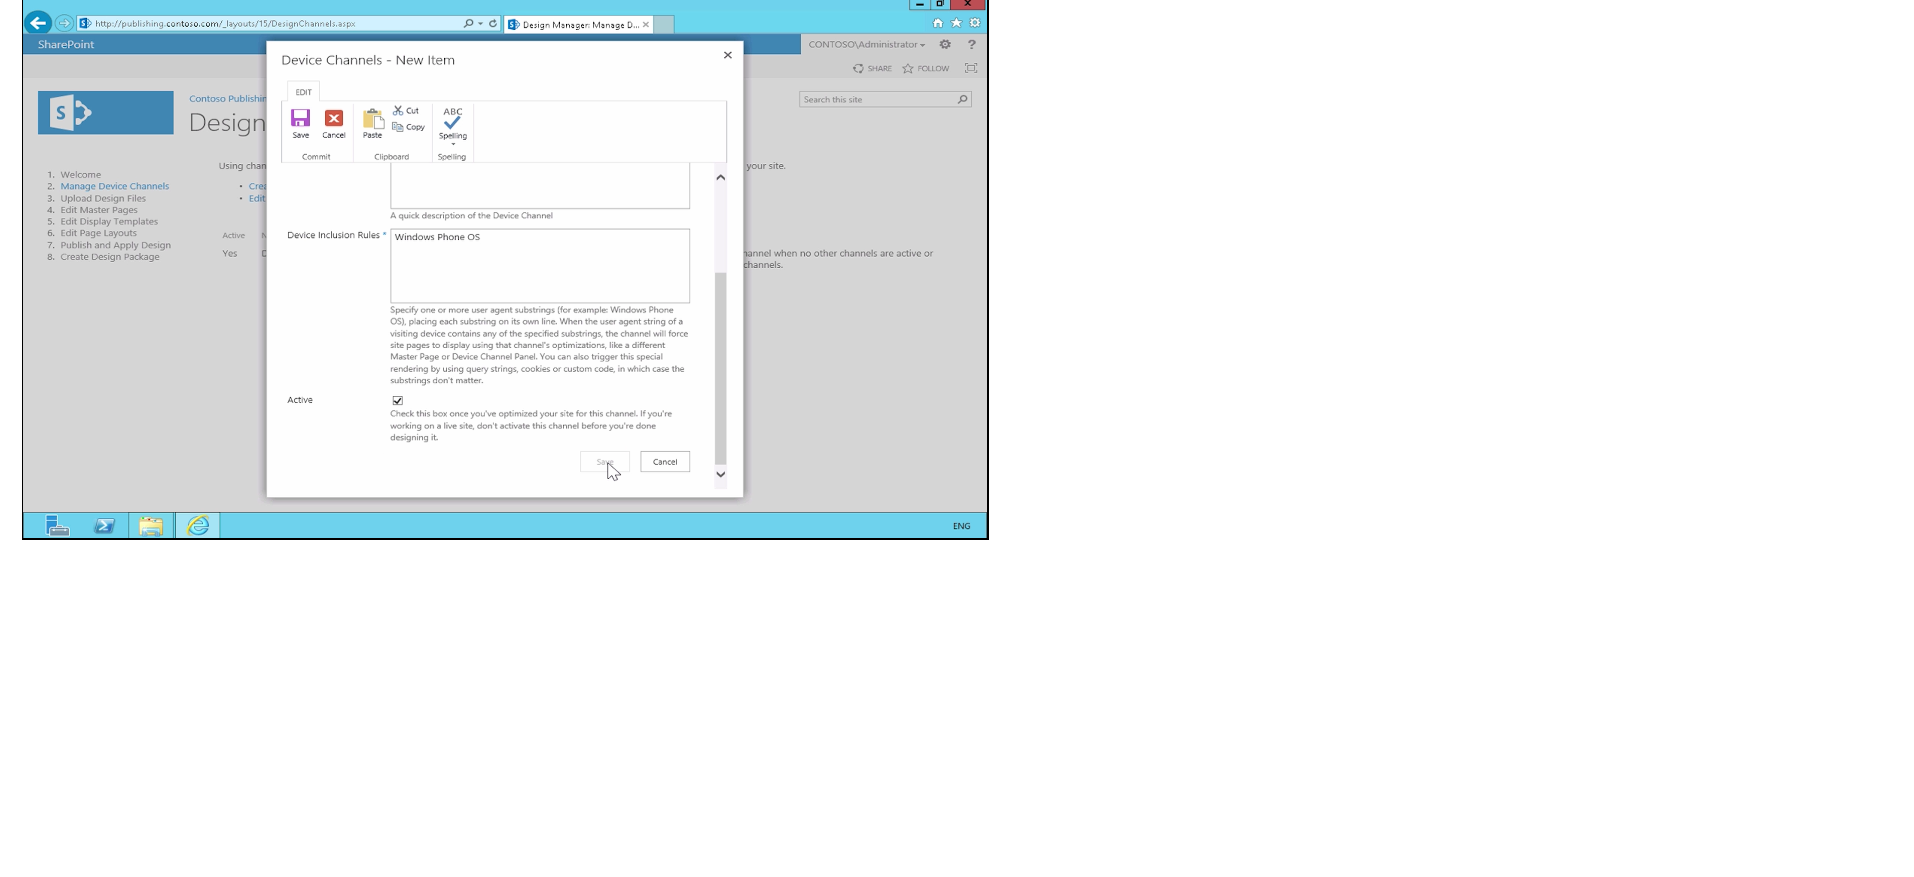 http://publishing.contoso.com/_layouts/15/DesignChannels.aspx
Design Manager: Manage D...
SharePoint
CONTOSO\Administrator
?
SHARE
FOLLOW
Device Channels - New Item
EDIT
Save
Cancel
Paste
Cut
Copy
ABC
Spelling
Commit
Clipboard
Spelling
Contoso Publishin
Design
Search this site
Using chan
your site.
1. Welcome
2. Manage Device Channels
3. Upload Design Files
4. Edit Master Pages
5. Edit Display Templates
6. Edit Page Layouts
7. Publish and Apply Design
8. Create Design Package
• Crea
• Edit
Active N
Yes D
hannel when no other channels are active or
channels.
A quick description of the Device Channel
Device Inclusion Rules *
Windows Phone OS
Specify one or more user agent substrings (for example: Windows Phone
OS), placing each substring on its own line. When the user agent string of a
visiting device contains any of the specified substrings, the channel will force
site pages to display using that channel's optimizations, like a different
Master Page or Device Channel Panel. You can also trigger this special
rendering by using query strings, cookies or custom code, in which case the
substrings don't matter.
Active
Check this box once you've optimized your site for this channel. If you're
working on a live site, don't activate this channel before you're done
designing it.
Save
Cancel
ENG